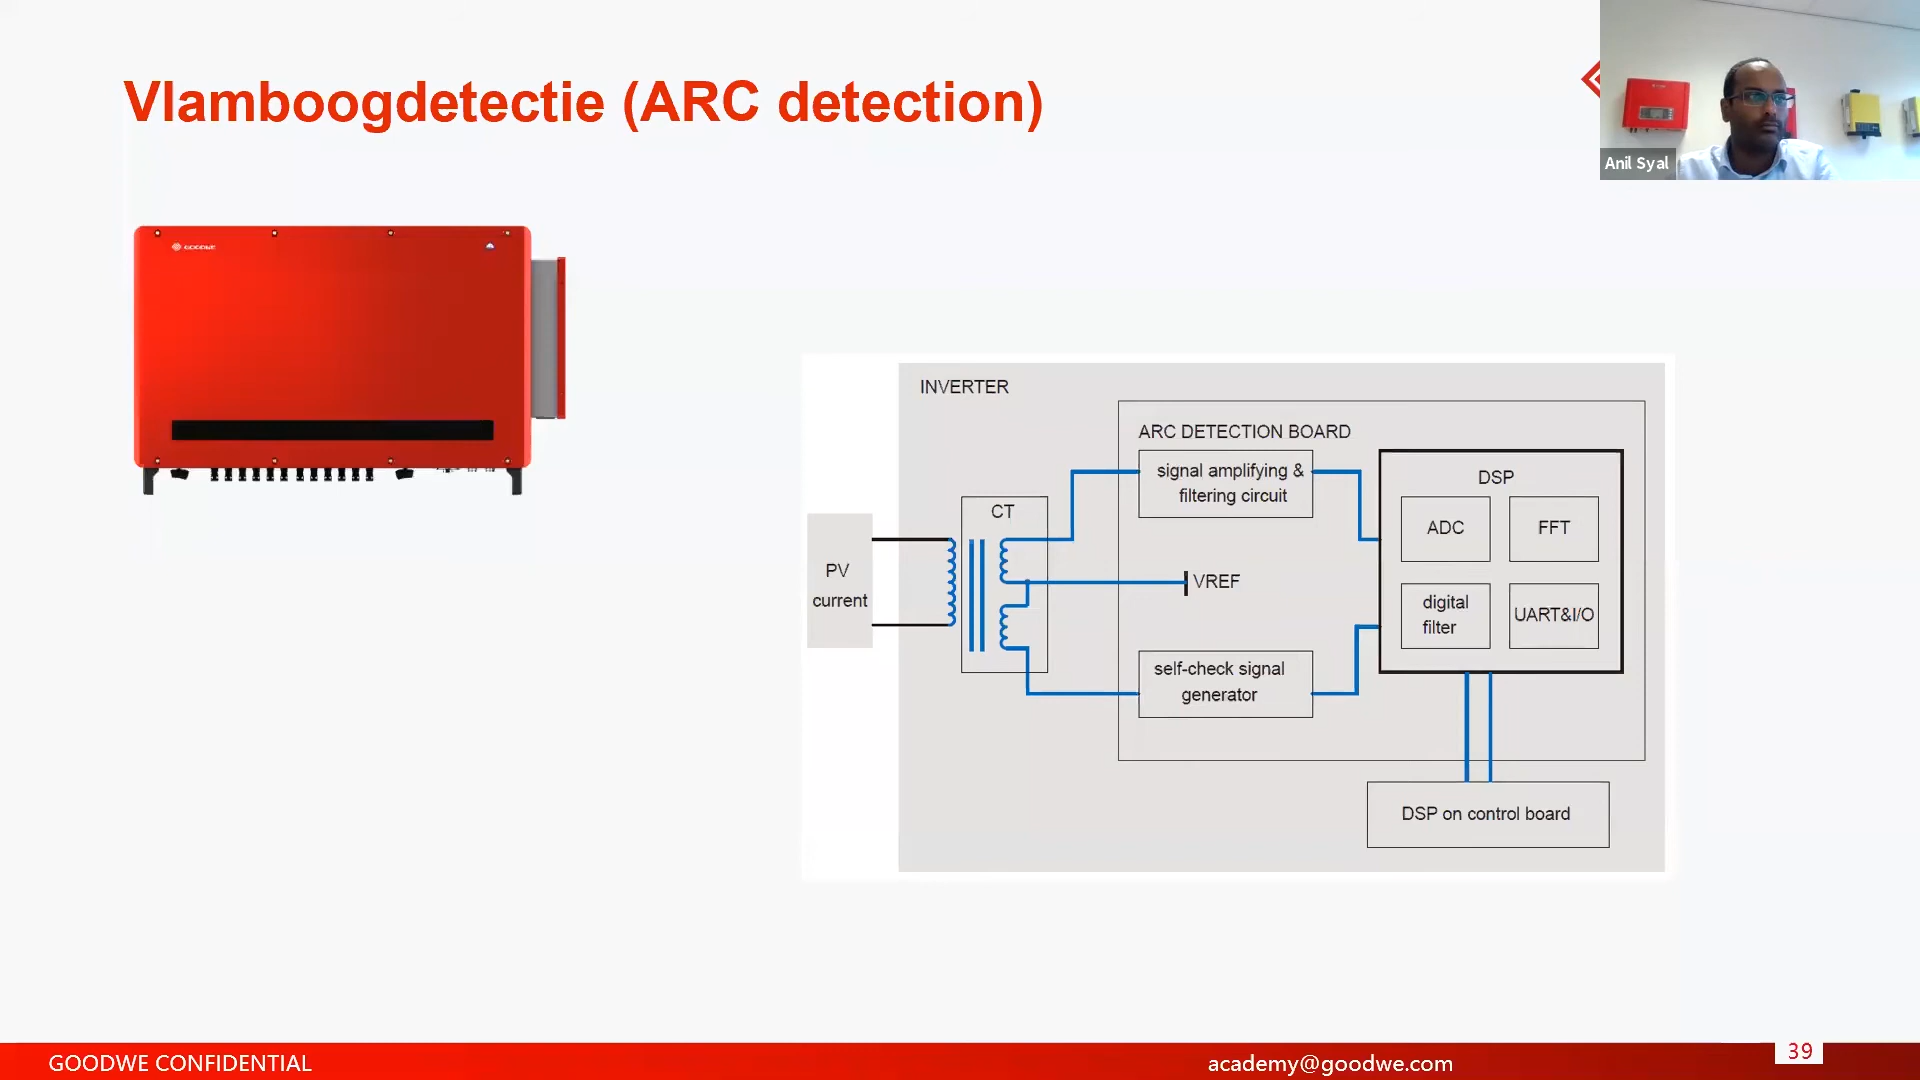 Vlamboogdetectie (ARC detection)
Anil Syal
GOODWE
INVERTER
ARC DETECTION BOARD
signal amplifying &
filtering circuit
DSP
CT
ADC
FFT
PV
current
VREF
digital
filter
UART&I/O
self-check signal
generator
DSP on control board
GOODWE CONFIDENTIAL
academy@goodwe.com
39